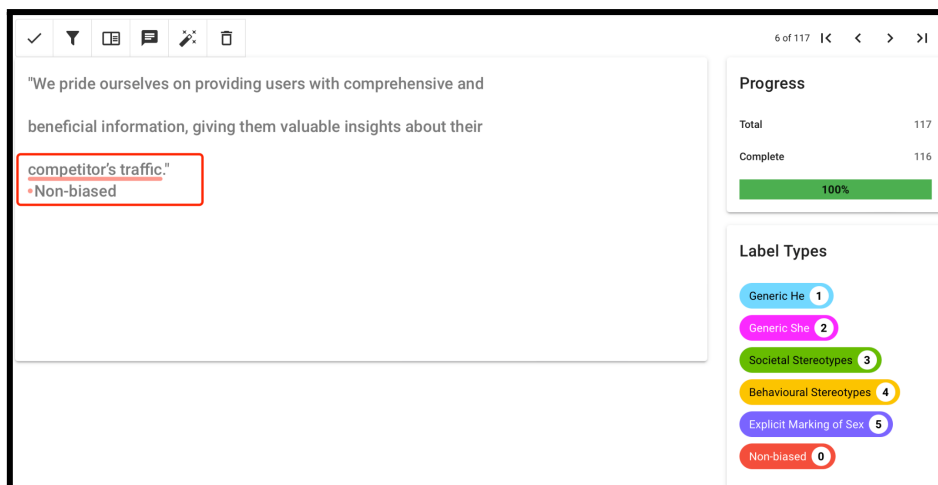 6 of 117
"We pride ourselves on providing users with comprehensive and
beneficial information, giving them valuable insights about their
competitor's traffic."
•Non-biased
Progress
Total 117
Complete 116
100%
Label Types
Generic He 1
Generic She 2
Societal Stereotypes 3
Behavioural Stereotypes 4
Explicit Marking of Sex 5
Non-biased 0